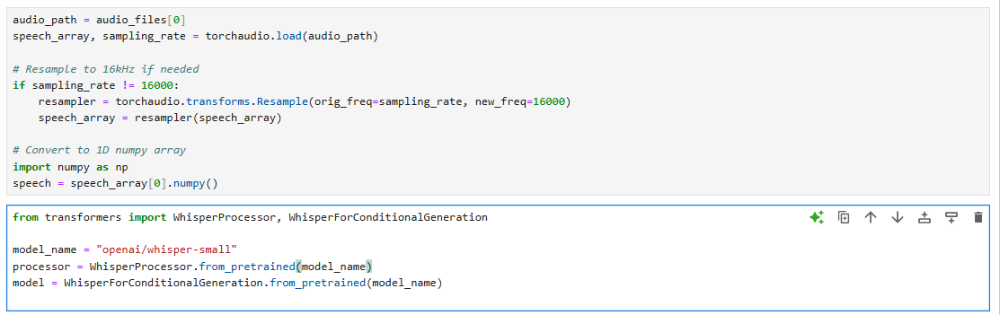 audio_path = audio_files[0]
speech_array, sampling_rate = torchaudio.load(audio_path)
# Resample to 16kHz if needed
if sampling_rate != 16000:
    resampler = torchaudio.transforms.Resample(orig_freq=sampling_rate, new_freq=16000)
    speech_array = resampler(speech_array)
# Convert to 1D numpy array
import numpy as np
speech = speech_array[0].numpy()
from transformers import WhisperProcessor, WhisperForConditionalGeneration
model_name = "openai/whisper-small"
processor = WhisperProcessor.from_pretrained(model_name)
model = WhisperForConditionalGeneration.from_pretrained(model_name)